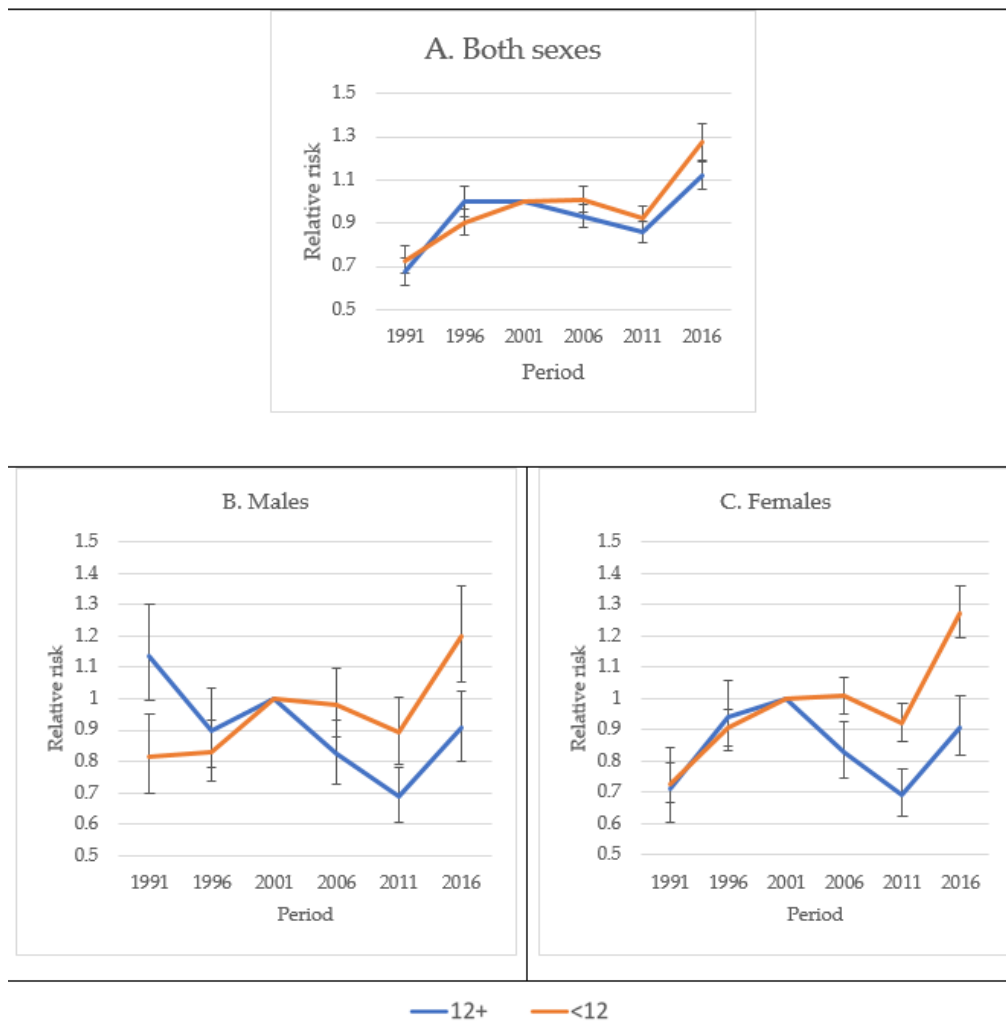 A. Both sexes
1.5
1.3
1.1
0.9
0.7
0.5
Relative risk
1991 1996 2001 2006 2011 2016
Period
B. Males
1.5
1.4
1.3
1.2
1.1
1
0.9
0.8
0.7
0.6
0.5
Relative risk
1991 1996 2001 2006 2011 2016
Period
C. Females
1.5
1.4
1.3
1.2
1.1
1
0.9
0.8
0.7
0.6
0.5
Relative risk
1991 1996 2001 2006 2011 2016
Period
12+ <12